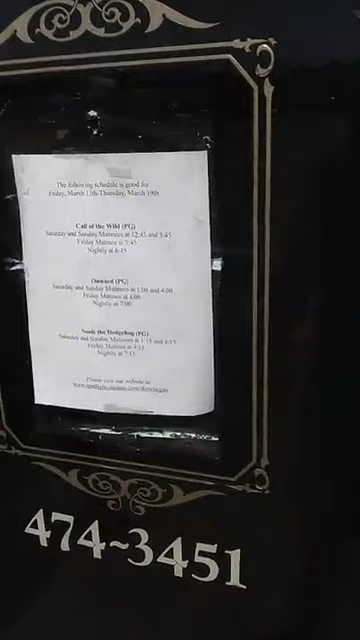 The following schedule is good for
Friday, March 13th-Thursday, March 19th
Call of the Wild (PG)
Saturday and Sunday Matinees at 12:45 and 3:45
Friday Matinee at 3:45
Nightly at 6:45
Onward (PG)
Saturday and Sunday Matinees at 1:00 and 4:00
Friday Matinee at 4:00
Nightly at 7:00
Sonic the Hedgehog (PG)
Saturday and Sunday Matinees at 1:15 and 4:15
Friday Matinee at 4:15
Nightly at 7:15
Please visit our website at:
474~3451